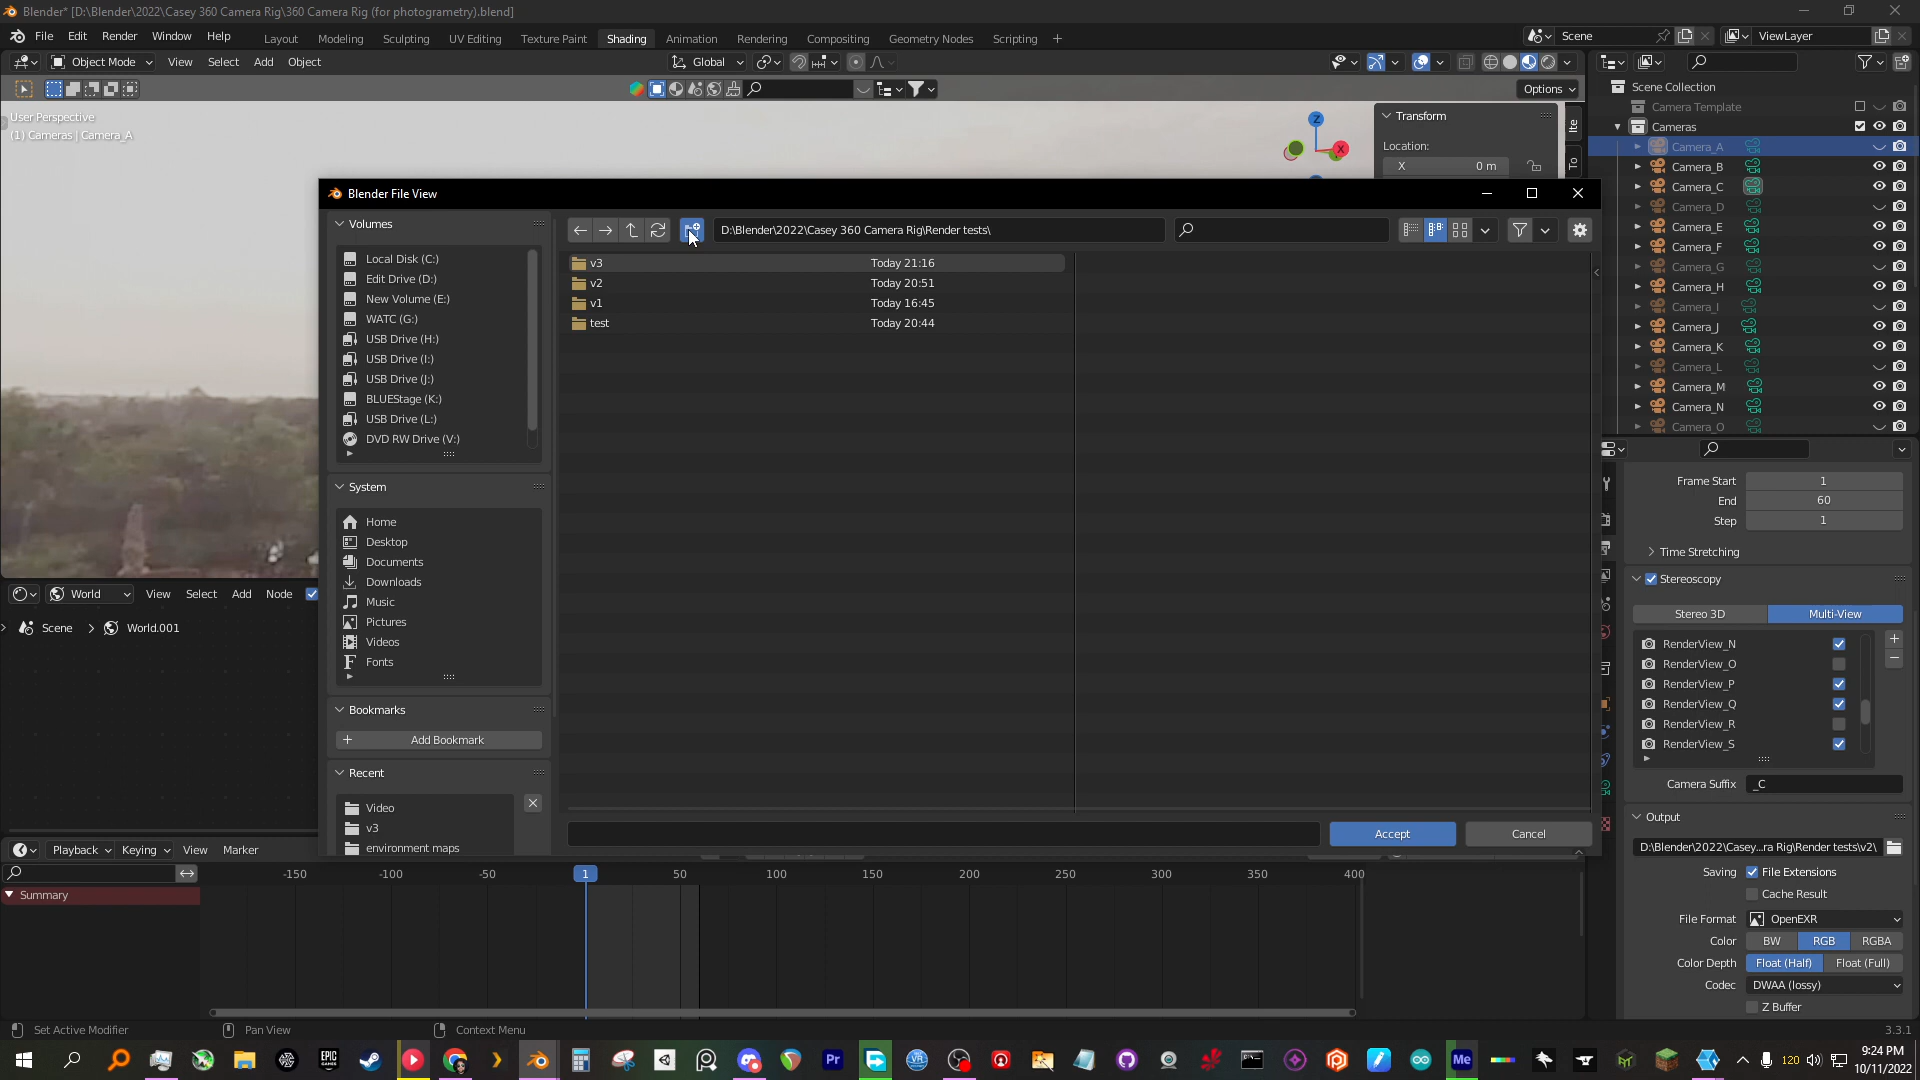 Blender* [D:\Blender\2022\Casey 360 Camera Rig\360 Camera Rig (for photogrametry).blend]
File Edit Render Window Help Layout Modeling Sculpting UV Editing Texture Paint Shading Animation Rendering Compositing Geometry Nodes Scripting + Scene ViewLayer
Object Mode View Select Add Object Global
Options
User Perspective
(1) Cameras | Camera_A
Z
X
Transform
Location:
X 0 m
Ite
To
Scene Collection
Camera Template
Cameras
Camera_A
Camera_B
Camera_C
Camera_D
Camera_E
Camera_F
Camera_G
Camera_H
Camera_I
Camera_J
Camera_K
Camera_L
Camera_M
Camera_N
Camera_O
Blender File View
Volumes
Local Disk (C:)
Edit Drive (D:)
New Volume (E:)
WATC (G:)
USB Drive (H:)
USB Drive (I:)
USB Drive (J:)
BLUEStage (K:)
USB Drive (L:)
DVD RW Drive (V:)
System
Home
Desktop
Documents
Downloads
Music
Pictures
Videos
Fonts
Bookmarks
Add Bookmark
Recent
Video
v3
environment maps
D:\Blender\2022\Casey 360 Camera Rig\Render tests\
v3 Today 21:16
v2 Today 20:51
v1 Today 16:45
test Today 20:44
Accept Cancel
World View Select Add Node
Scene > World.001
Frame Start 1
End 60
Step 1
Time Stretching
Stereoscopy
Stereo 3D Multi-View
RenderView_N
RenderView_O
RenderView_P
RenderView_Q
RenderView_R
RenderView_S
Camera Suffix _C
Output
D:\Blender\2022\Casey...ra Rig\Render tests\v2\
Saving File Extensions
Cache Result
File Format OpenEXR
Color BW RGB RGBA
Color Depth Float (Half) Float (Full)
Codec DWAA (lossy)
Z Buffer
Playback Keying View Marker
-150 -100 -50 1 50 100 150 200 250 300 350 400
Summary
Set Active Modifier Pan View Context Menu 3.3.1
EPIC GAMES
Pr
VR
Me
120
9:24 PM
10/11/2022